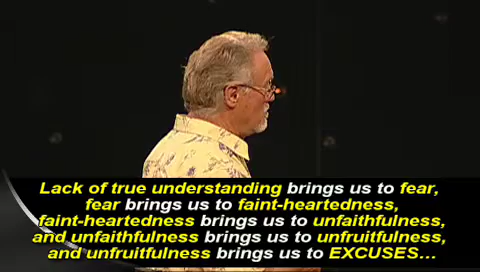 Lack of true understanding brings us to fear,
fear brings us to faint-heartedness,
faint-heartedness brings us to unfaithfulness,
and unfaithfulness brings us to unfruitfulness,
and unfruitfulness brings us to EXCUSES...